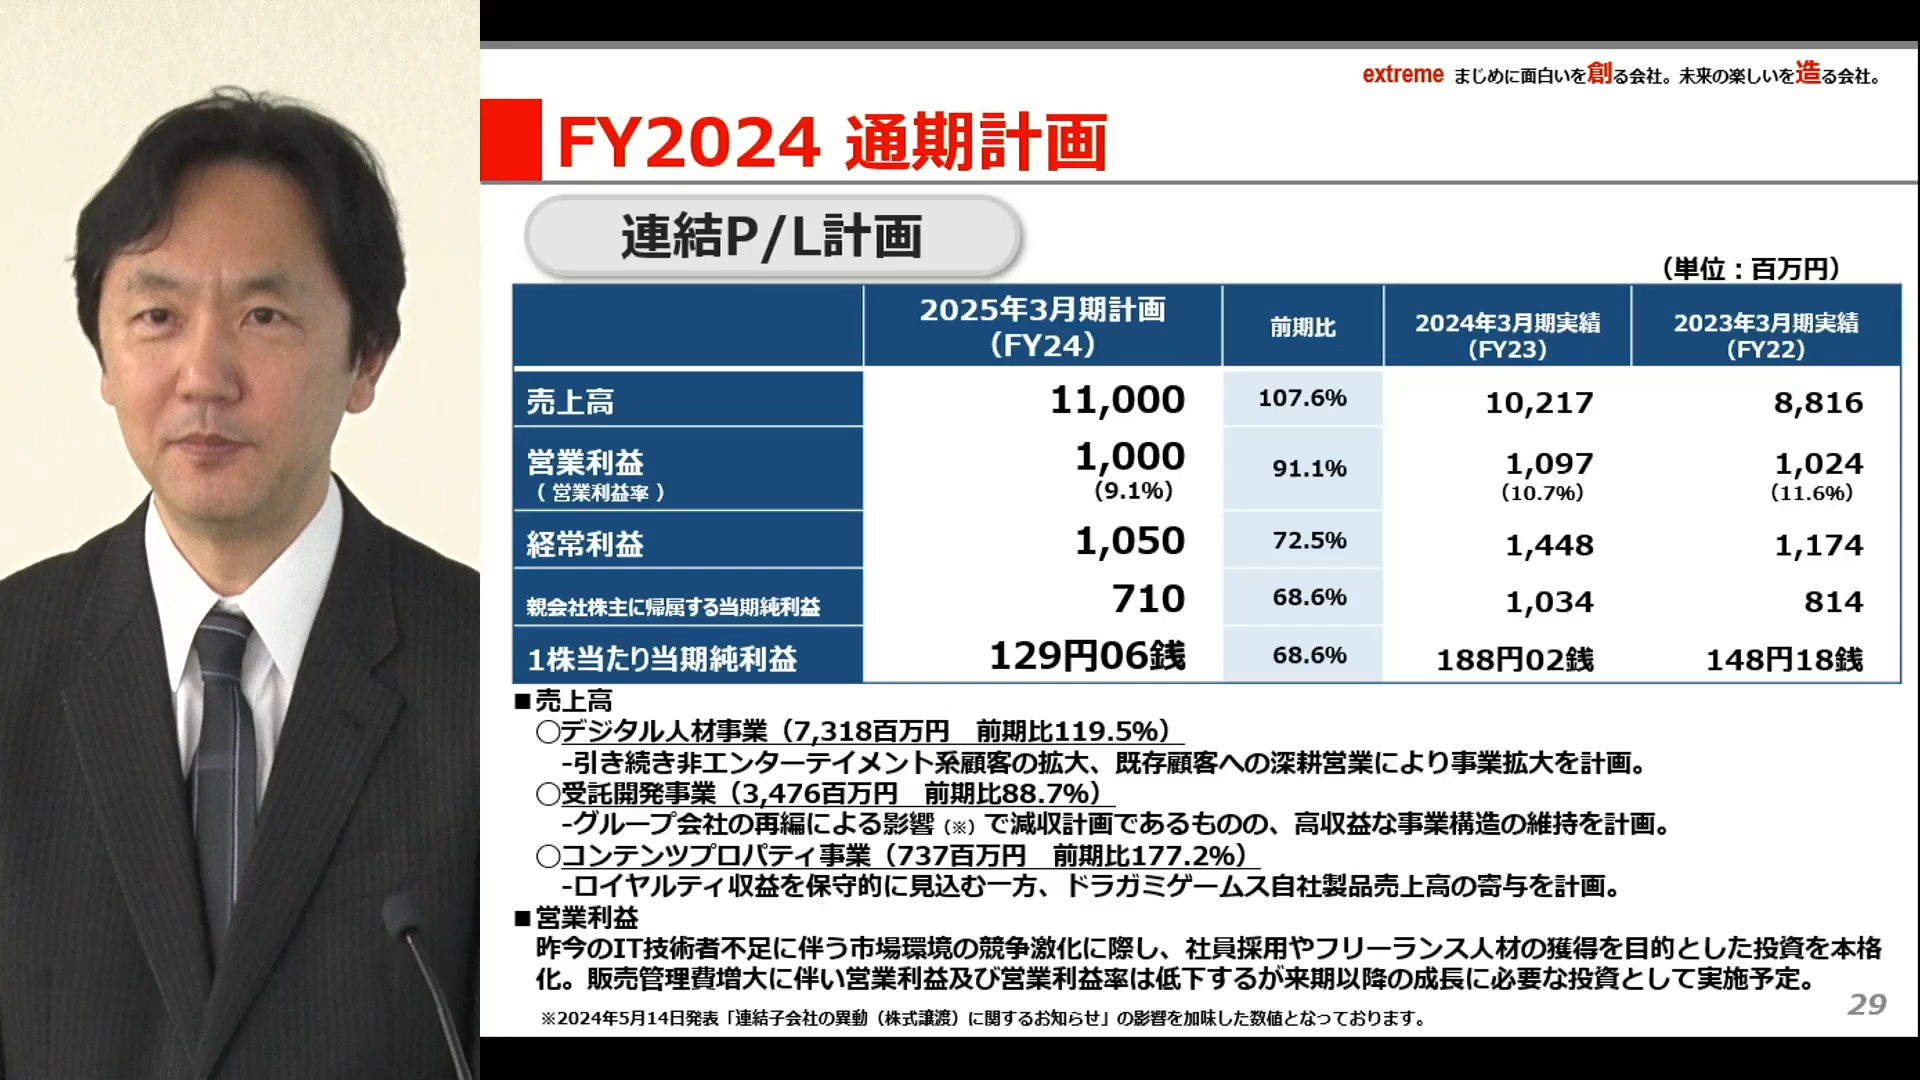 extreme まじめに面白いを創る会社。未来の楽しいを造る会社。
FY2024 通期計画
連結P/L計画
（単位：百万円）
2025年3月期計画
（FY24）
前期比
2024年3月期実績
（FY23）
2023年3月期実績
（FY22）
売上高 11,000 107.6% 10,217 8,816
営業利益 1,000 91.1% 1,097 1,024
（ 営業利益率 ） （9.1%） （10.7%） （11.6%）
経常利益 1,050 72.5% 1,448 1,174
親会社株主に帰属する当期純利益 710 68.6% 1,034 814
1株当たり当期純利益 129円06銭 68.6% 188円02銭 148円18銭
■売上高
○デジタル人材事業（7,318百万円　前期比119.5%）
-引き続き非エンターテイメント系顧客の拡大、既存顧客への深耕営業により事業拡大を計画。
○受託開発事業（3,476百万円　前期比88.7%）
-グループ会社の再編による影響（※）で減収計画であるものの、高収益な事業構造の維持を計画。
○コンテンツプロパティ事業（737百万円　前期比177.2%）
-ロイヤルティ収益を保守的に見込む一方、ドラガミゲームス自社製品売上高の寄与を計画。
■営業利益
昨今のIT技術者不足に伴う市場環境の競争激化に際し、社員採用やフリーランス人材の獲得を目的とした投資を本格
化。販売管理費増大に伴い営業利益及び営業利益率は低下するが来期以降の成長に必要な投資として実施予定。
※2024年5月14日発表「連結子会社の異動（株式譲渡）に関するお知らせ」の影響を加味した数値となっております。
29